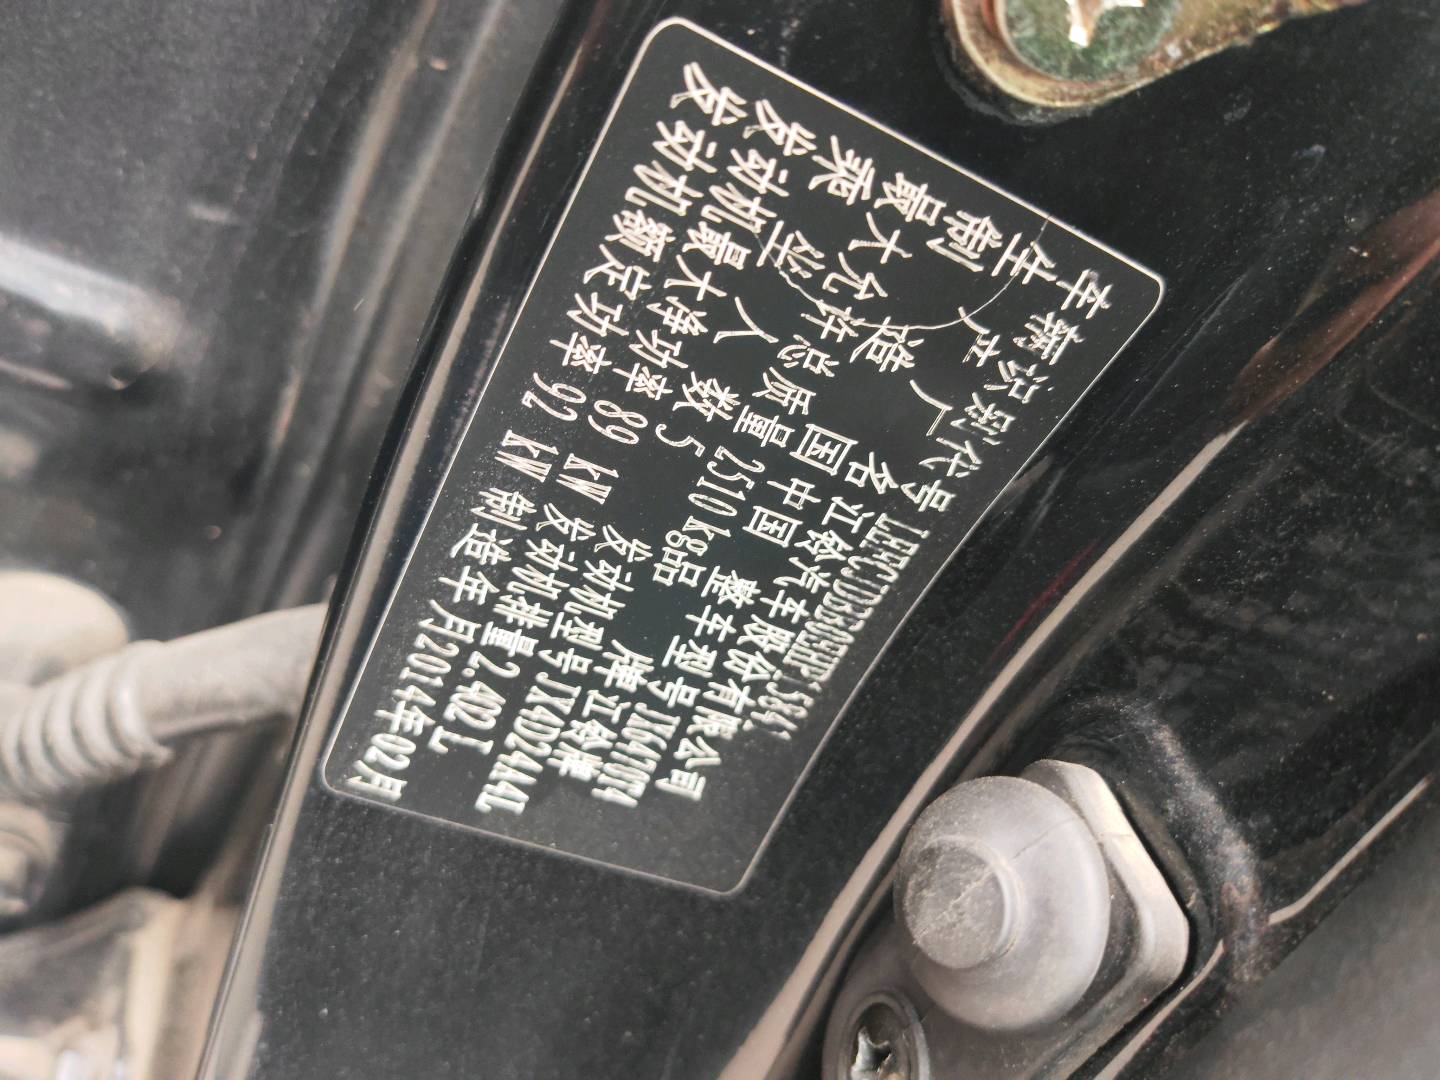 车辆识别代号
生产厂名 江铃汽车股份有限公司
制造国 中国 整车型号 JX6470T4
最大允许总质量 2510 kg 品牌 江铃牌
乘坐人数 5 发动机型号 JX4D24A4L
发动机最大净功率 89 kW 发动机排量 2.402 L
发动机额定功率 92 kW 制造年月 2014年02月